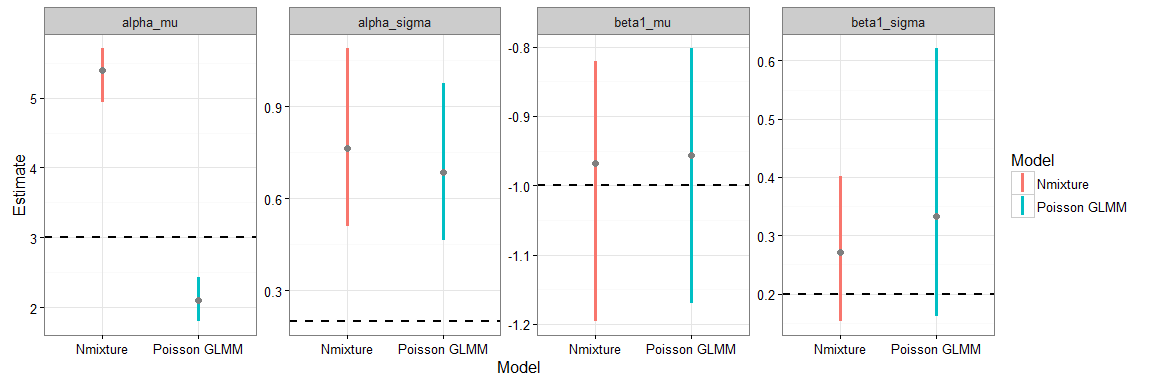 alpha_mu
alpha_sigma
beta1_mu
beta1_sigma
Estimate
5
4
3
2
0.9
0.6
0.3
-0.8
-0.9
-1.0
-1.1
-1.2
0.6
0.5
0.4
0.3
0.2
Nmixture Poisson GLMM
Nmixture Poisson GLMM
Nmixture Poisson GLMM
Nmixture Poisson GLMM
Model
Model
Nmixture
Poisson GLMM